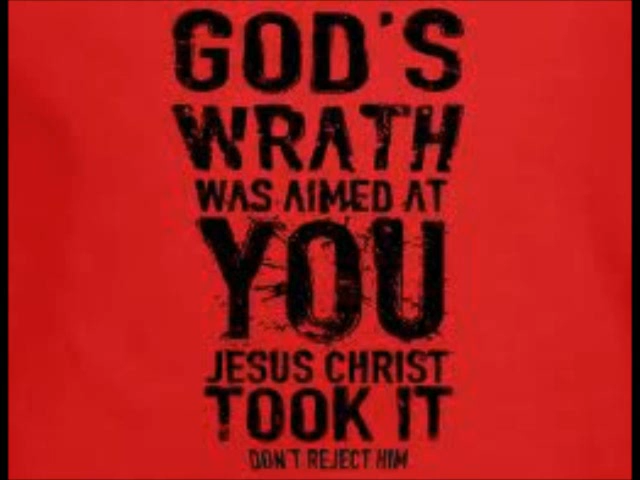 GOD'S
WRATH
WAS AIMED AT
YOU
JESUS CHRIST
TOOK IT
DON'T REJECT HIM